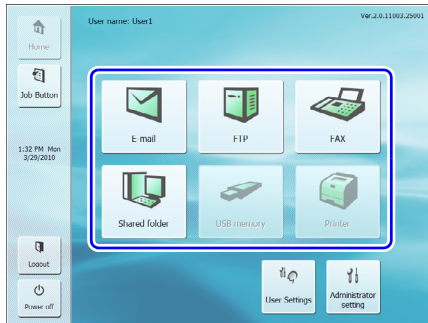 User name: User1
Ver.2.0.11003.25001
Home
Job Button
1:32 PM Mon
3/29/2010
E-mail
FTP
FAX
Shared folder
USB memory
Printer
Logout
Power off
User Settings
Administrator
setting